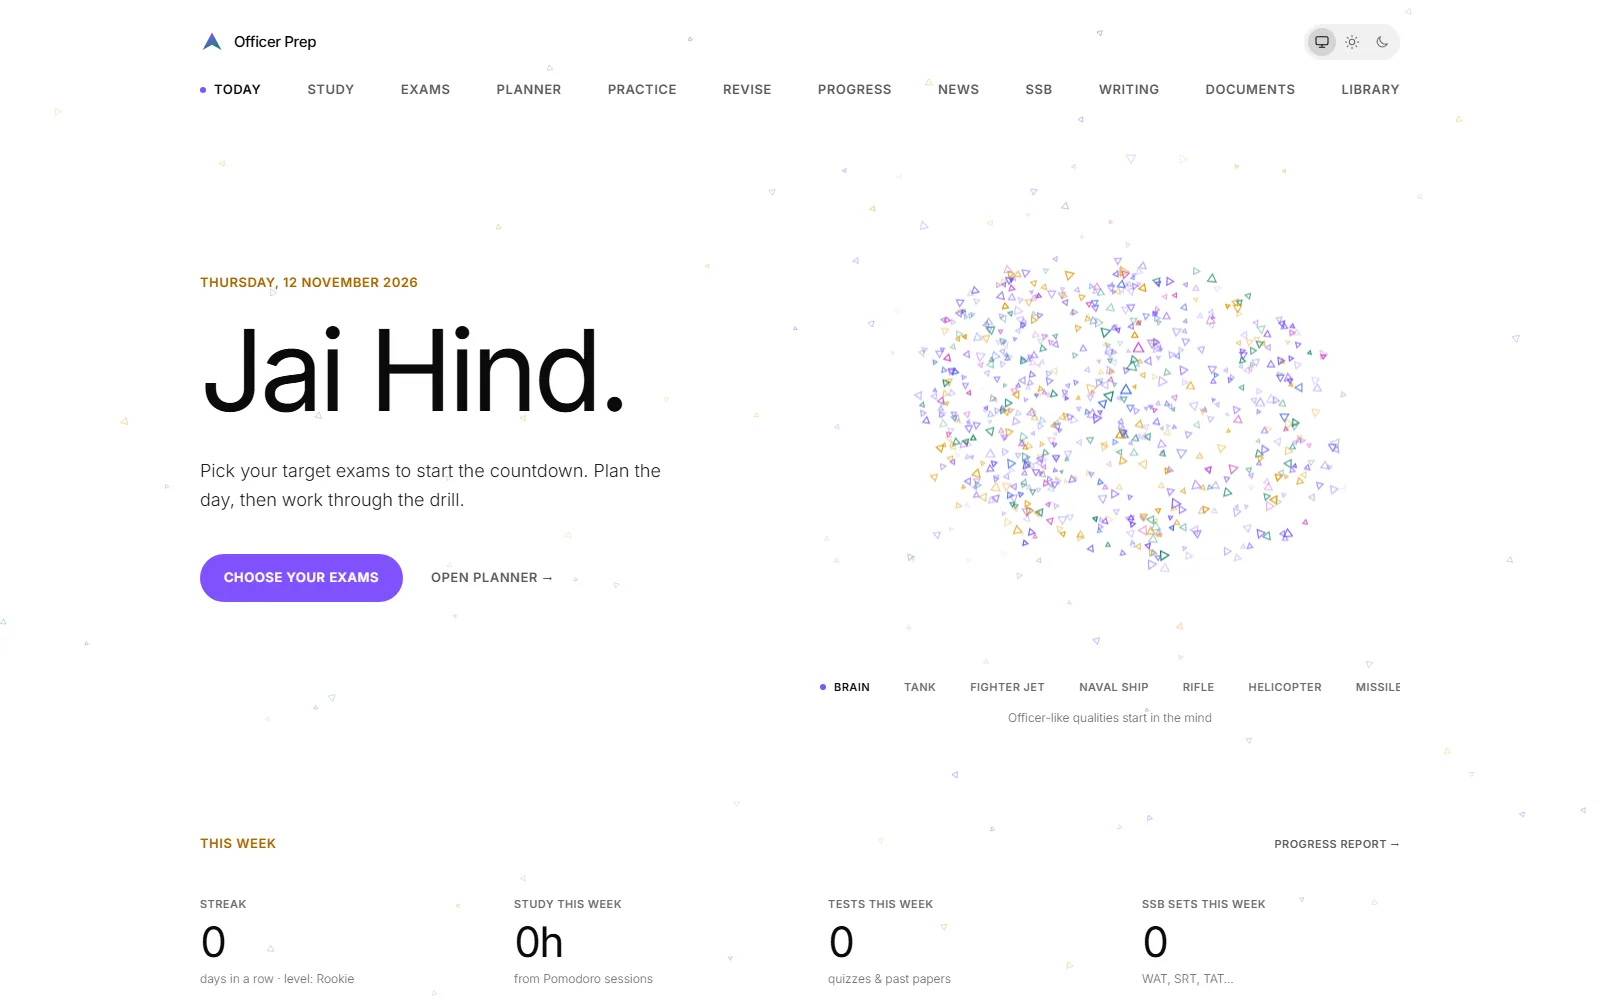 Officer Prep
TODAY STUDY EXAMS PLANNER PRACTICE REVISE PROGRESS NEWS SSB WRITING DOCUMENTS LIBRARY
THURSDAY, 12 NOVEMBER 2026
Jai Hind.
Pick your target exams to start the countdown. Plan the
day, then work through the drill.
CHOOSE YOUR EXAMS OPEN PLANNER →
BRAIN TANK FIGHTER JET NAVAL SHIP RIFLE HELICOPTER MISSILE
Officer-like qualities start in the mind
THIS WEEK PROGRESS REPORT →
STREAK STUDY THIS WEEK TESTS THIS WEEK SSB SETS THIS WEEK
0 0h 0 0
days in a row · level: Rookie from Pomodoro sessions quizzes & past papers WAT, SRT, TAT...